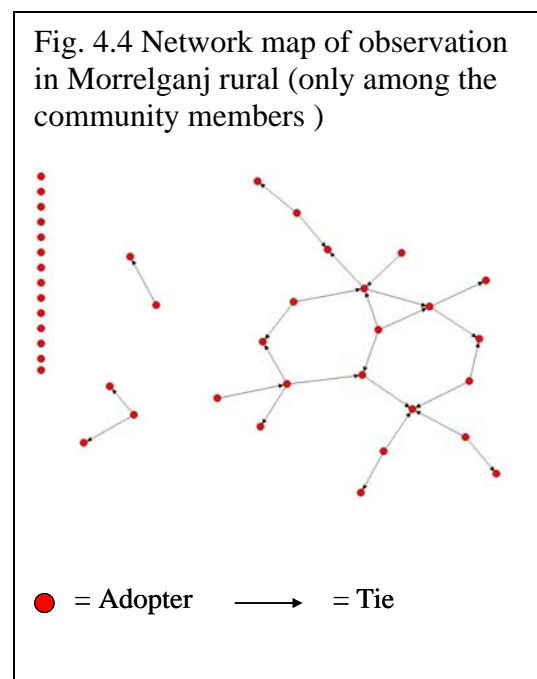 Fig. 4.4 Network map of observation
in Morrelganj rural (only among the
community members )
= Adopter = Tie